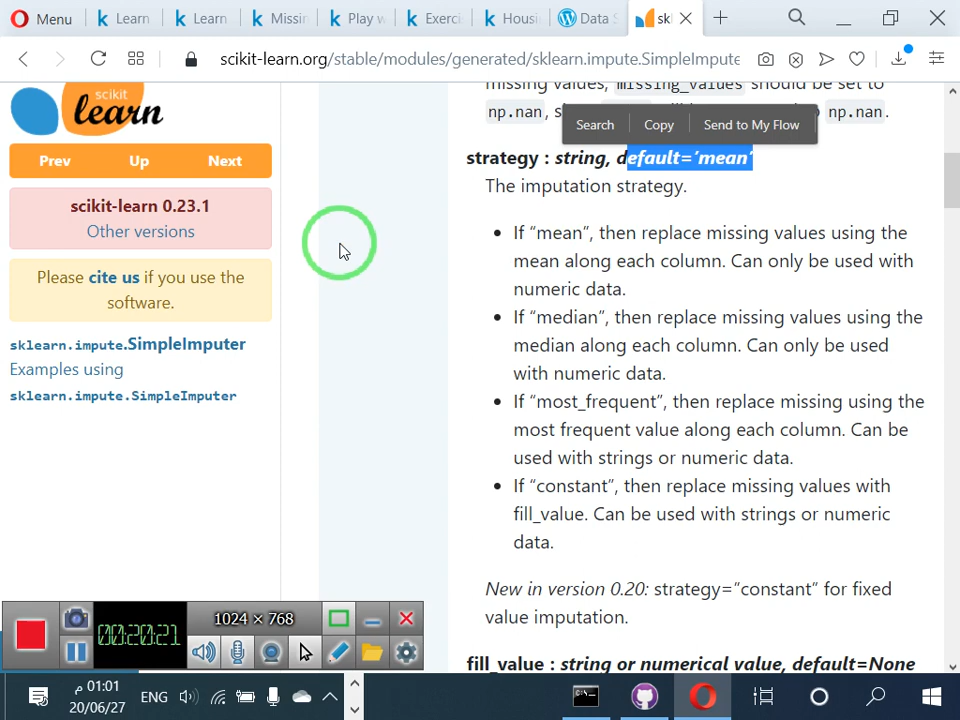 Menu
Learn
Learn
Missin
Play w
Exerci
Housi
Data S
skl
scikit-learn.org/stable/modules/generated/sklearn.impute.SimpleImpute
scikit
learn
Prev Up Next
scikit-learn 0.23.1
Other versions
Please cite us if you use the
software.
sklearn.impute.SimpleImputer
Examples using
sklearn.impute.SimpleImputer
missing values, missing_values should be set to
np.nan, s
np.nan.
Search Copy Send to My Flow
strategy : string, default='mean'
The imputation strategy.
• If “mean”, then replace missing values using the
mean along each column. Can only be used with
numeric data.
• If “median”, then replace missing values using the
median along each column. Can only be used
with numeric data.
• If “most_frequent”, then replace missing using the
most frequent value along each column. Can be
used with strings or numeric data.
• If “constant”, then replace missing values with
fill_value. Can be used with strings or numeric
data.
New in version 0.20: strategy=”constant” for fixed
value imputation.
fill_value : string or numerical value, default=None
1024 × 768
00:20:21
01:01 م
20/06/27
ENG